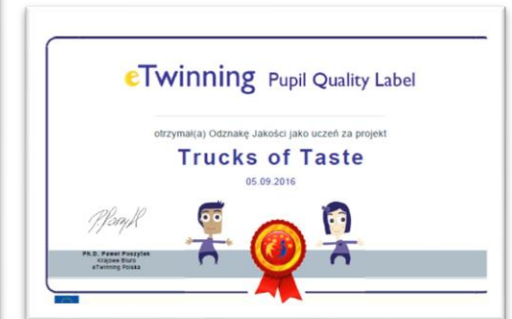 eTwinning Pupil Quality Label
otrzymał(a) Odznakę Jakości jako uczeń za projekt
Trucks of Taste
05.09.2016
Ph.D. Paweł Poszytek
Krajowe Biuro
eTwinning Polska